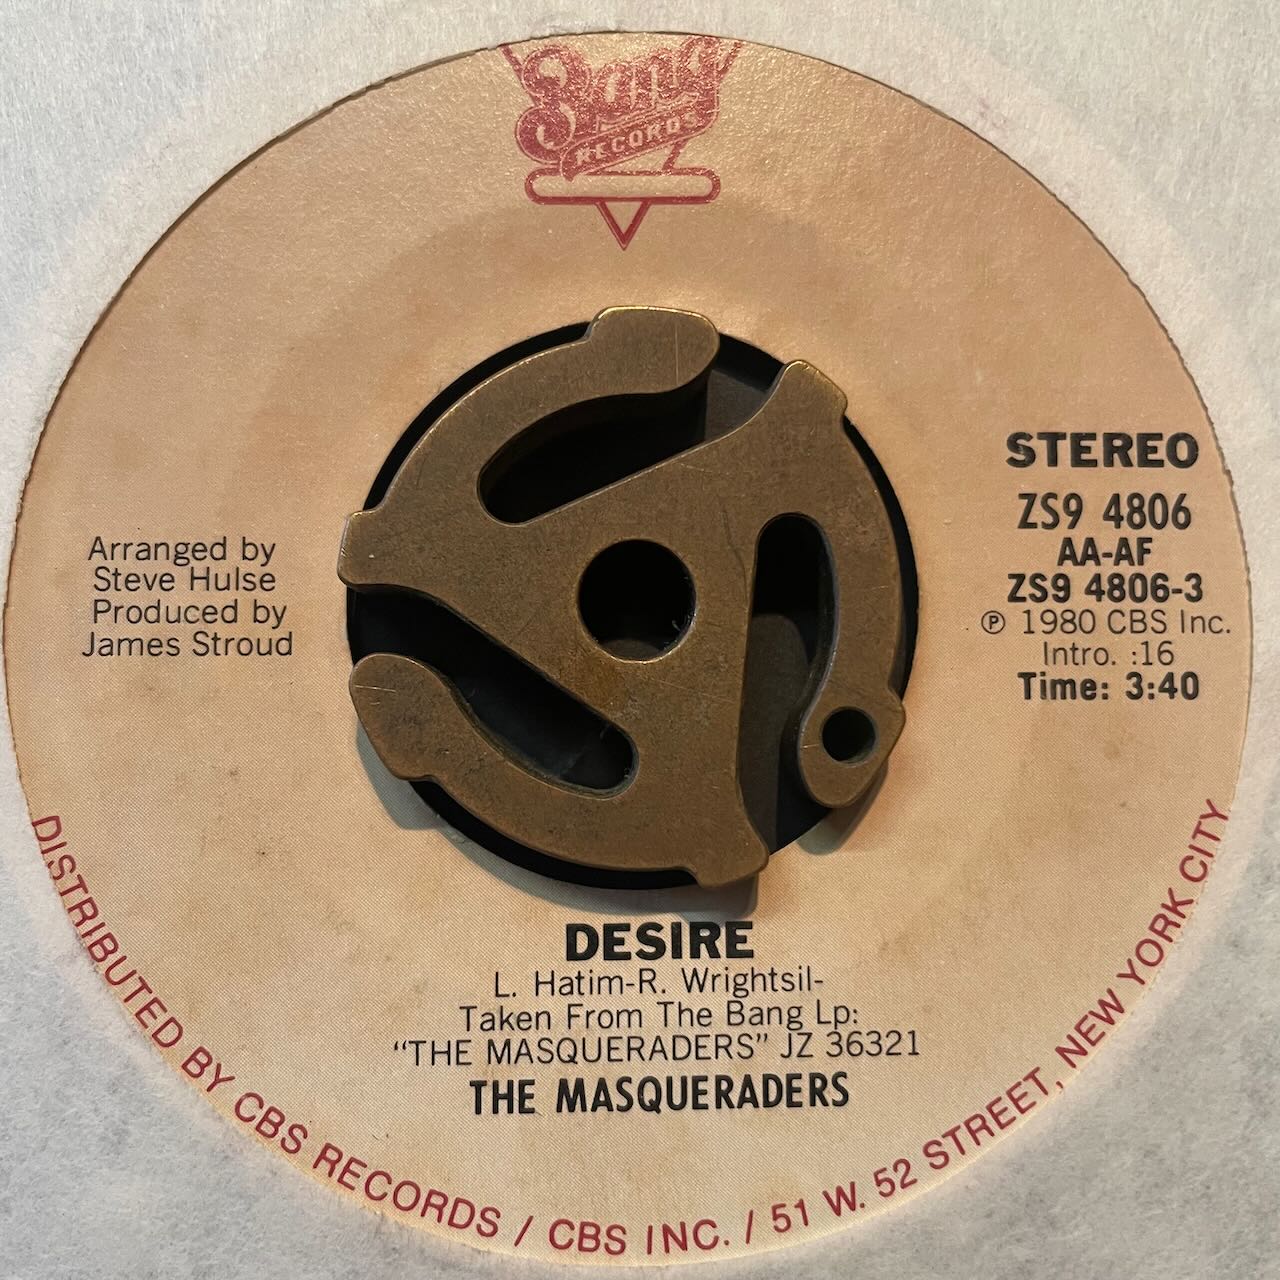 Bang
RECORDS
STEREO
ZS9 4806
AA-AF
ZS9 4806-3
℗ 1980 CBS Inc.
Intro. :16
Time: 3:40
Arranged by
Steve Hulse
Produced by
James Stroud
DESIRE
L. Hatim-R. Wrightsil-
Taken From The Bang Lp:
“THE MASQUERADERS” JZ 36321
THE MASQUERADERS
DISTRIBUTED BY CBS RECORDS / CBS INC. / 51 W. 52 STREET, NEW YORK CITY